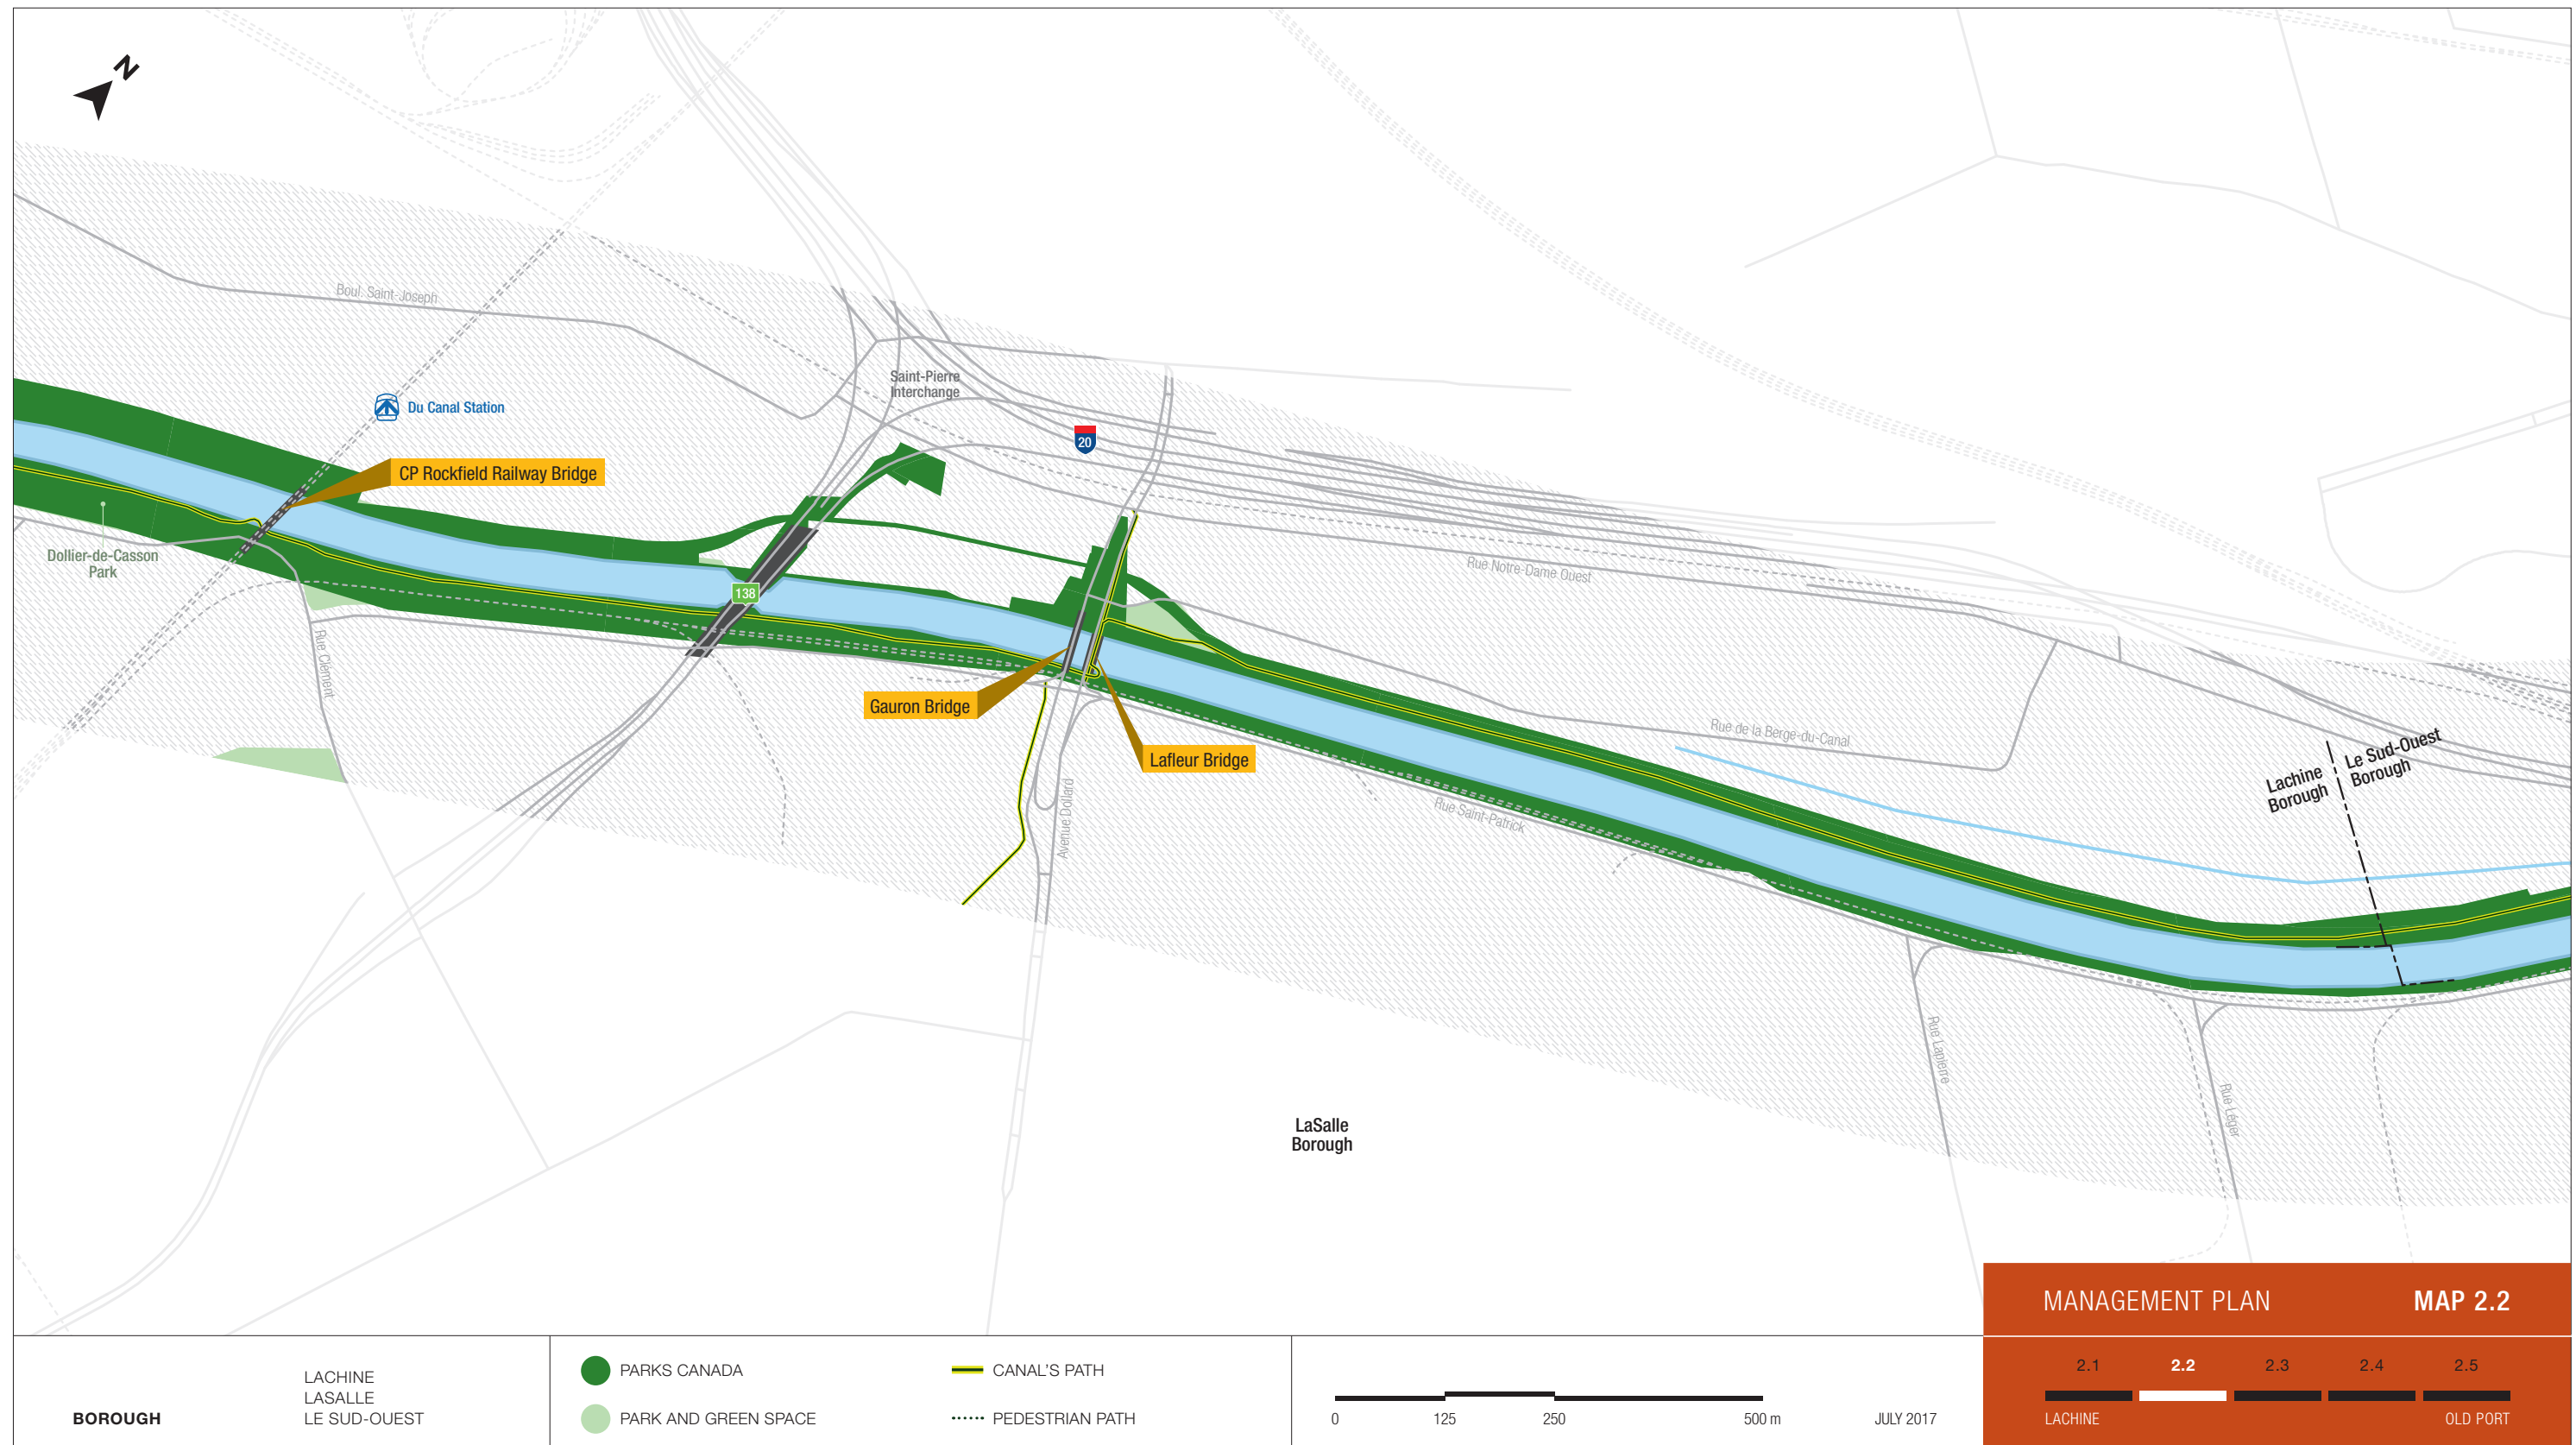 N
Boul. Saint-Joseph
Saint-Pierre
Interchange
Du Canal Station
20
CP Rockfield Railway Bridge
Dollier-de-Casson
Park
138
Rue Notre-Dame Ouest
Rue Clément
Gauron Bridge
Lafleur Bridge
Rue de la Berge-du-Canal
Avenue Dollard
Rue Saint-Patrick
Lachine
Borough
Le Sud-Ouest
Borough
Rue Lapierre
Rue Léger
LaSalle
Borough
MANAGEMENT PLAN MAP 2.2
BOROUGH
LACHINE
LASALLE
LE SUD-OUEST
PARKS CANADA
PARK AND GREEN SPACE
CANAL'S PATH
PEDESTRIAN PATH
0 125 250 500 m
JULY 2017
2.1 2.2 2.3 2.4 2.5
LACHINE OLD PORT